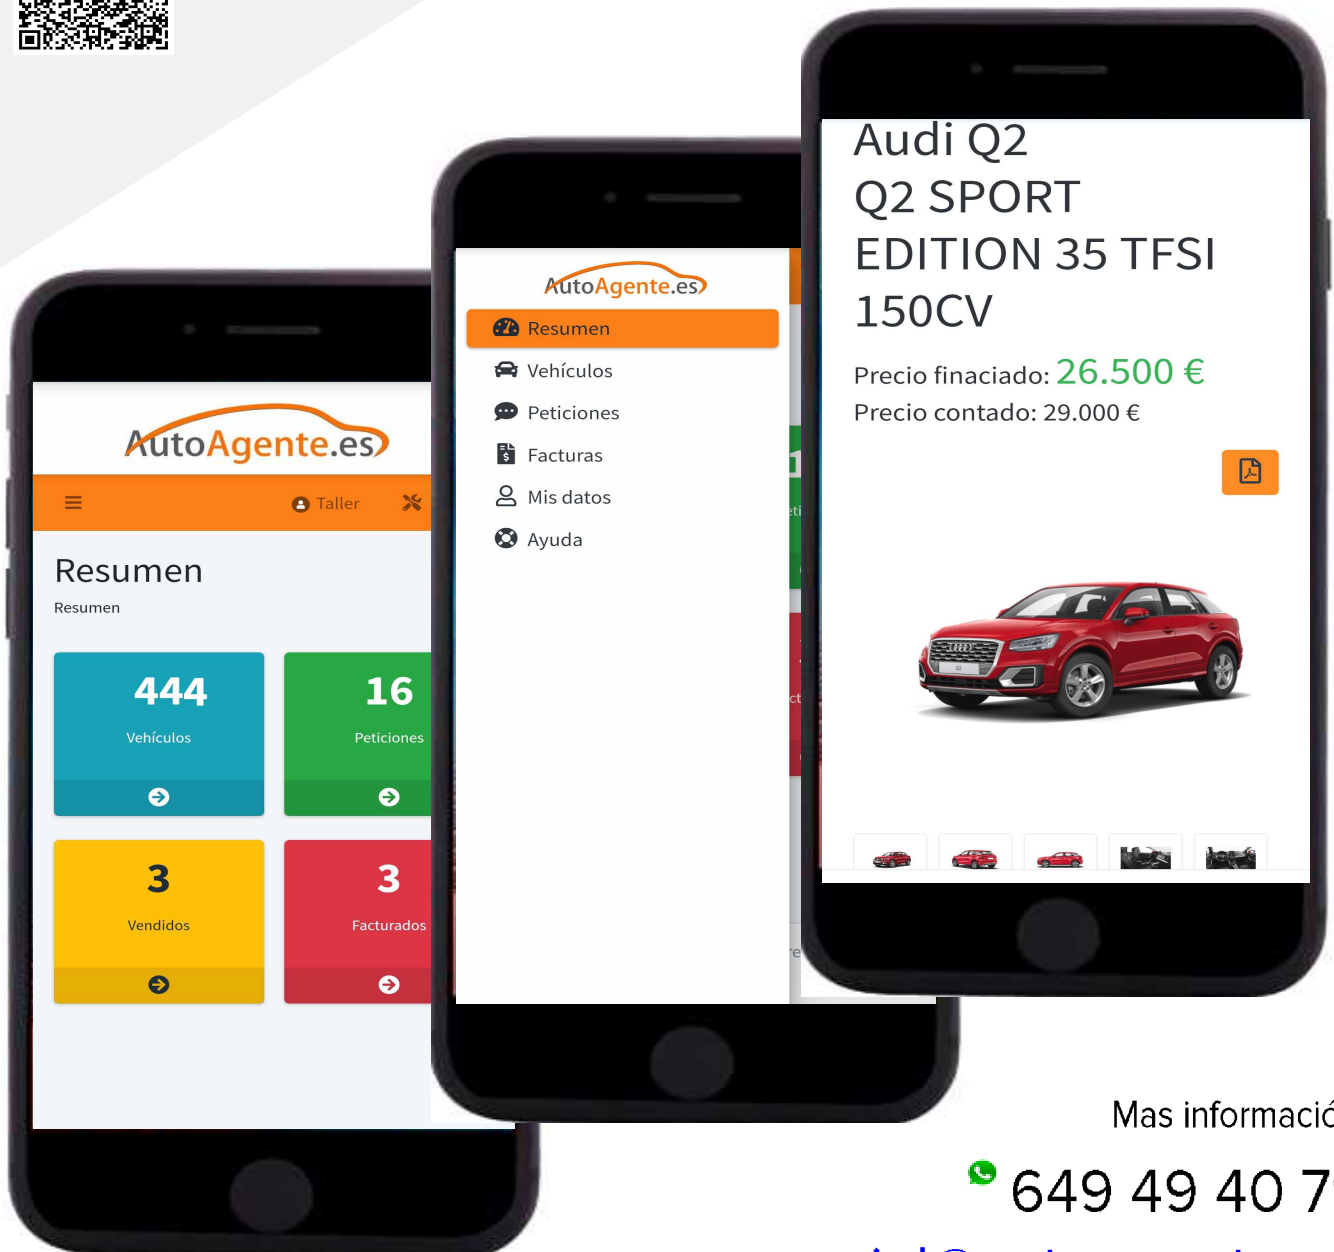 AutoAgente.es
Taller
Resumen
Resumen
444
Vehículos
16
Peticiones
3
Vendidos
3
Facturados
AutoAgente.es
Resumen
Vehículos
Peticiones
Facturas
Mis datos
Ayuda
Audi Q2
Q2 SPORT
EDITION 35 TFSI
150CV
Precio finaciado: 26.500 €
Precio contado: 29.000 €
Mas informació
649 49 40 7